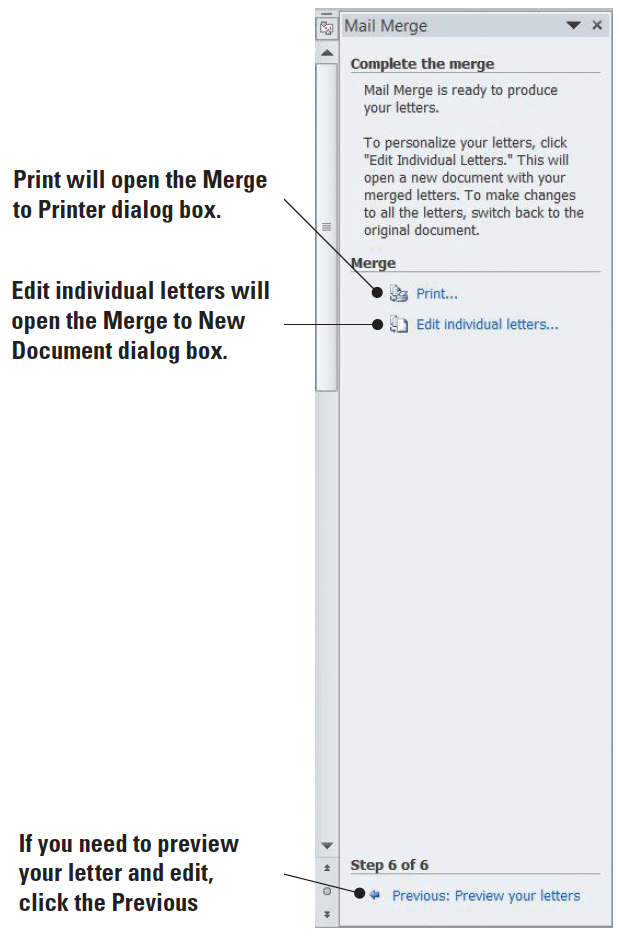 Mail Merge
Complete the merge
Mail Merge is ready to produce
your letters.
To personalize your letters, click
"Edit Individual Letters." This will
open a new document with your
merged letters. To make changes
to all the letters, switch back to the
original document.
Print will open the Merge
to Printer dialog box.
Merge
Print...
Edit individual letters will
open the Merge to New
Document dialog box.
Edit individual letters...
If you need to preview
your letter and edit,
click the Previous
Step 6 of 6
Previous: Preview your letters